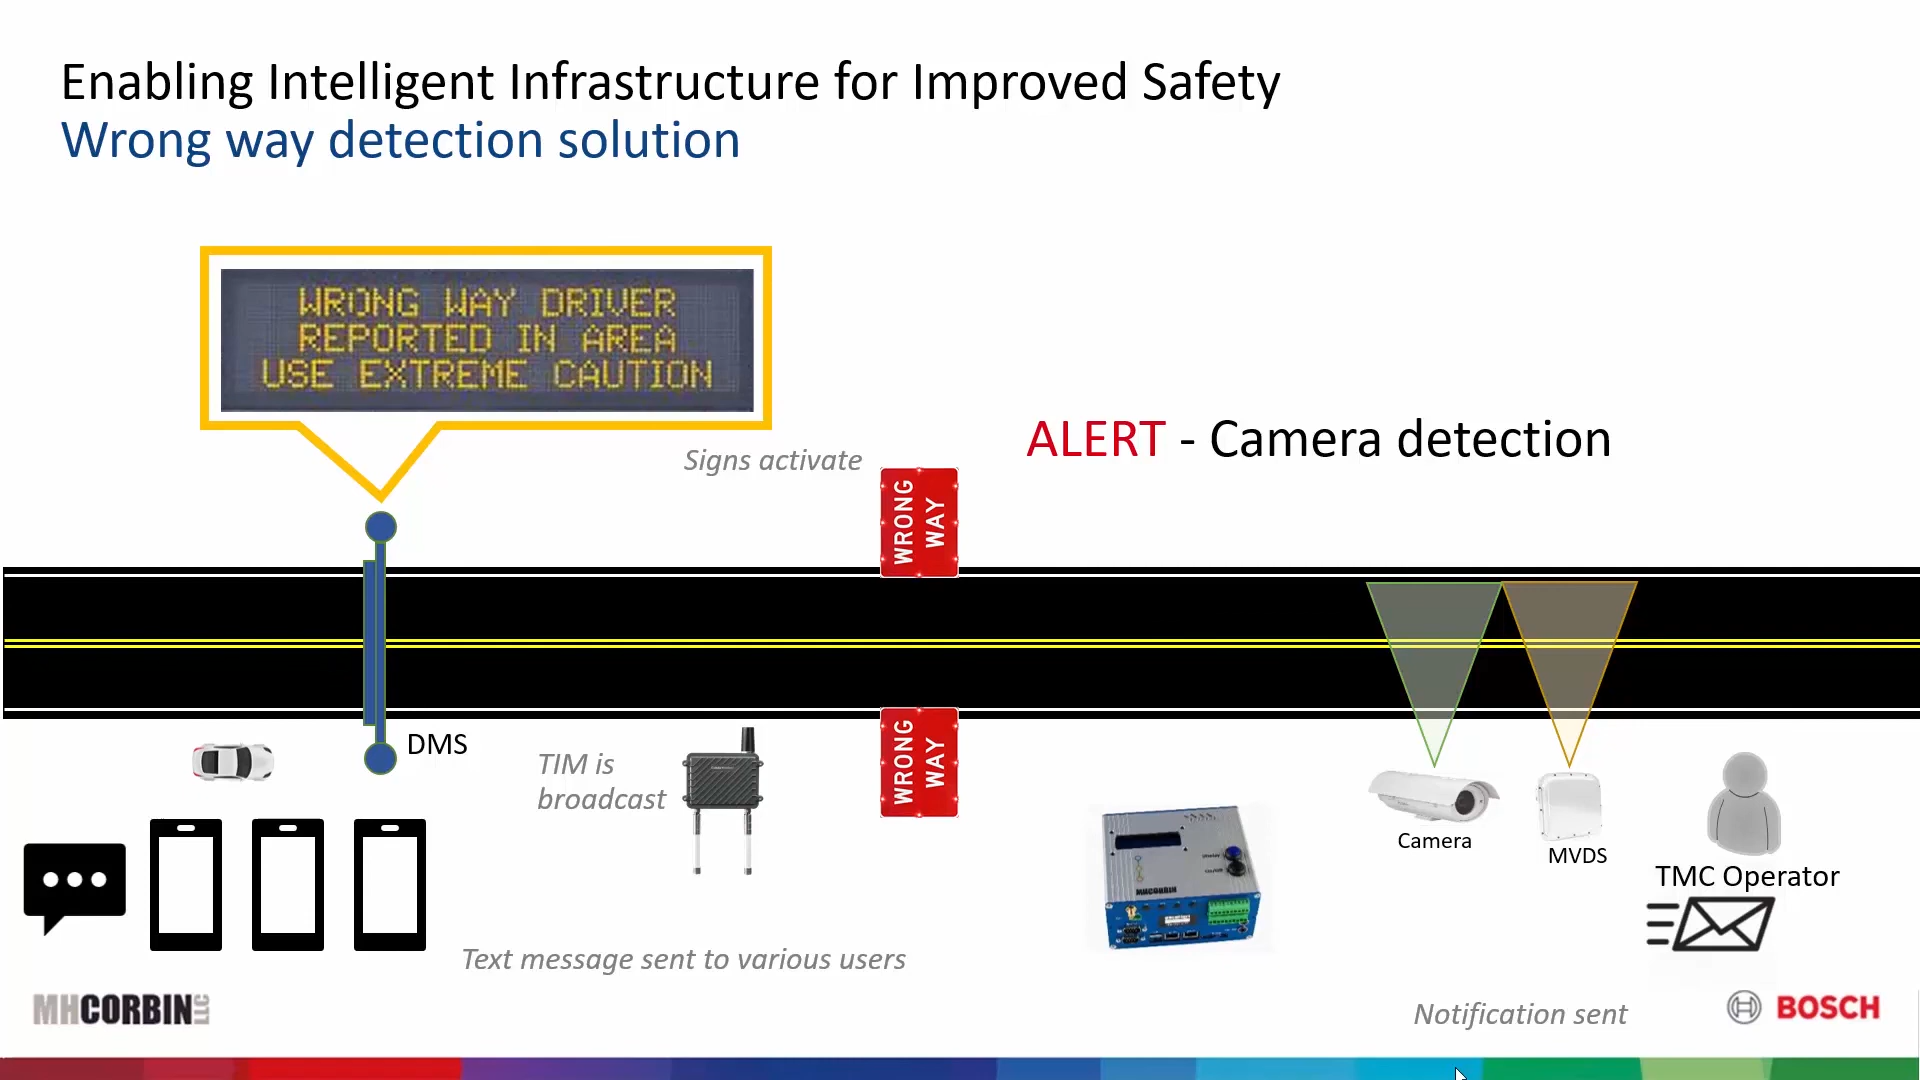 Enabling Intelligent Infrastructure for Improved Safety
Wrong way detection solution
WRONG WAY DRIVER
REPORTED IN AREA
USE EXTREME CAUTION
Signs activate
ALERT - Camera detection
WRONG
WAY
DMS
TIM is
broadcast
WRONG
WAY
MHCORBIN
Camera
MVDS
TMC Operator
Text message sent to various users
Notification sent
MHCORBIN LLC
BOSCH